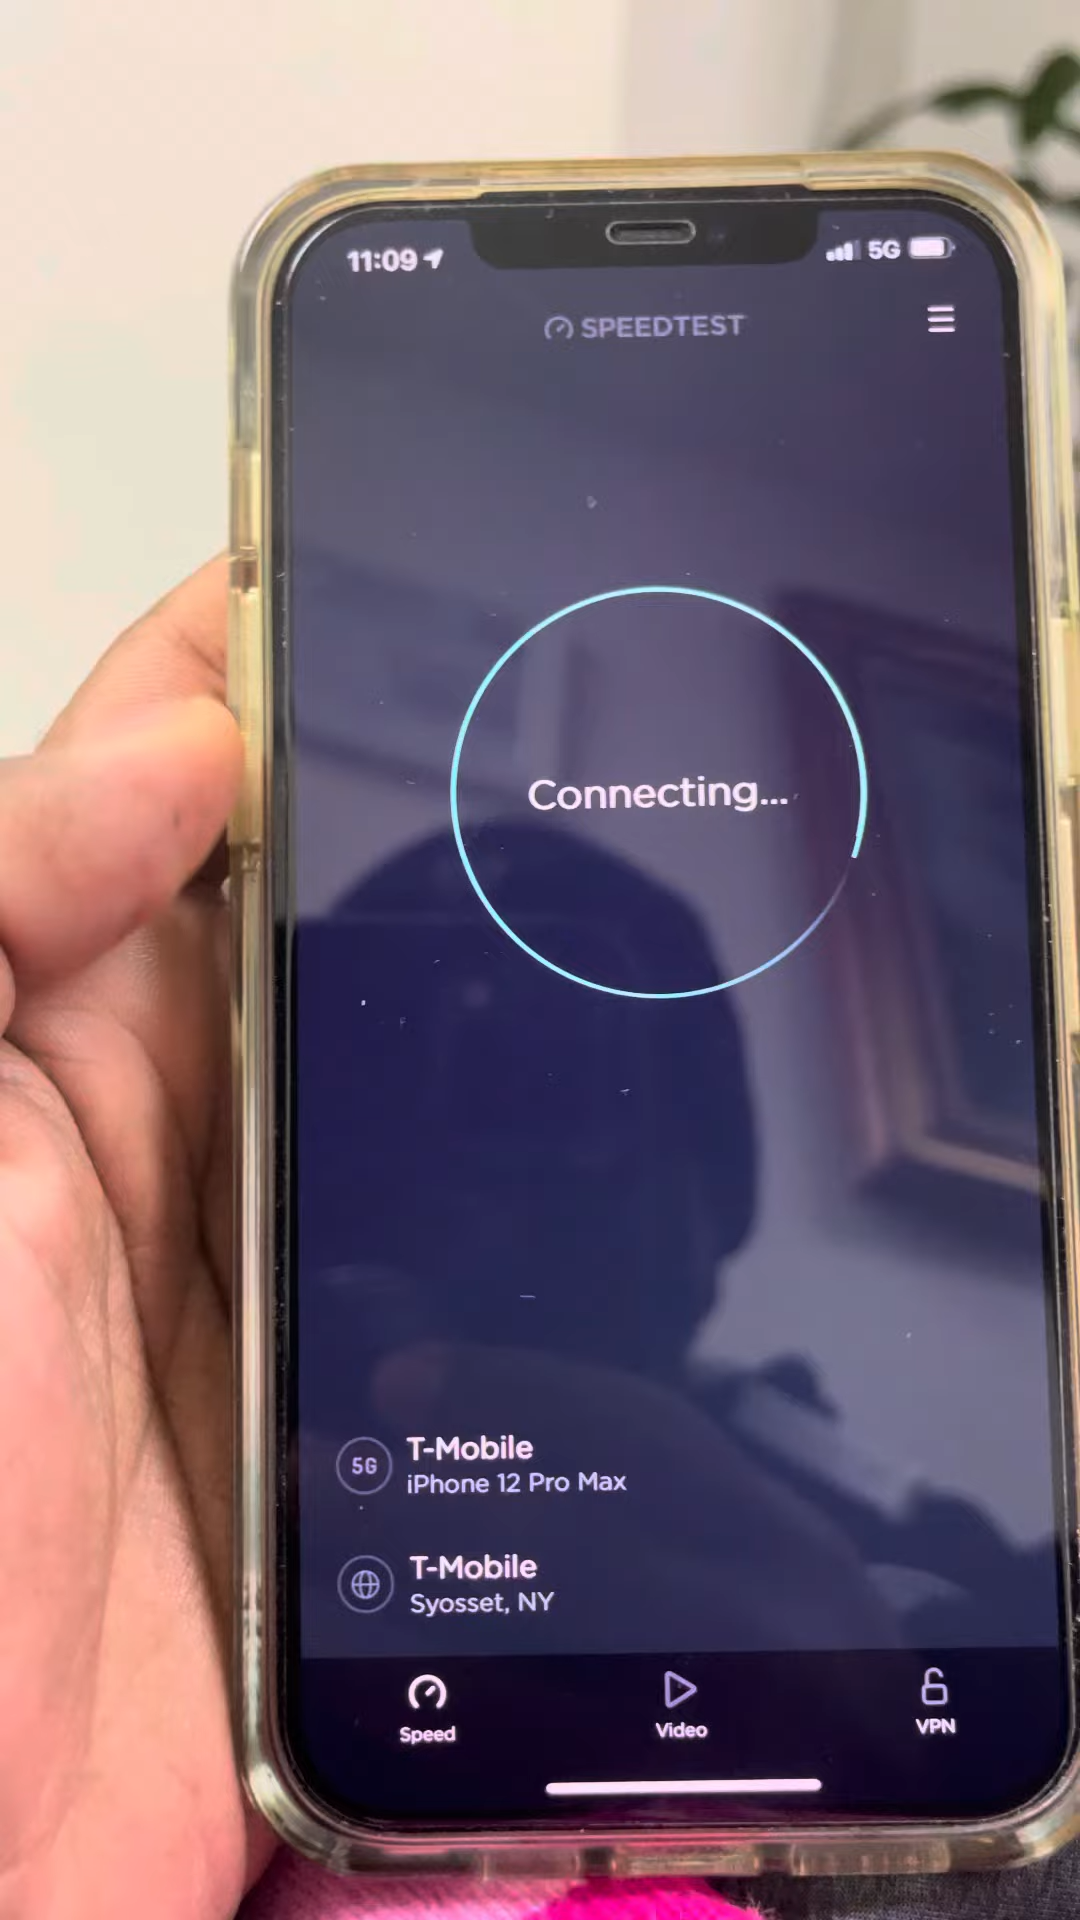 11:09
5G
SPEEDTEST
Connecting...
5G
T-Mobile
iPhone 12 Pro Max
T-Mobile
Syosset, NY
Speed
Video
VPN